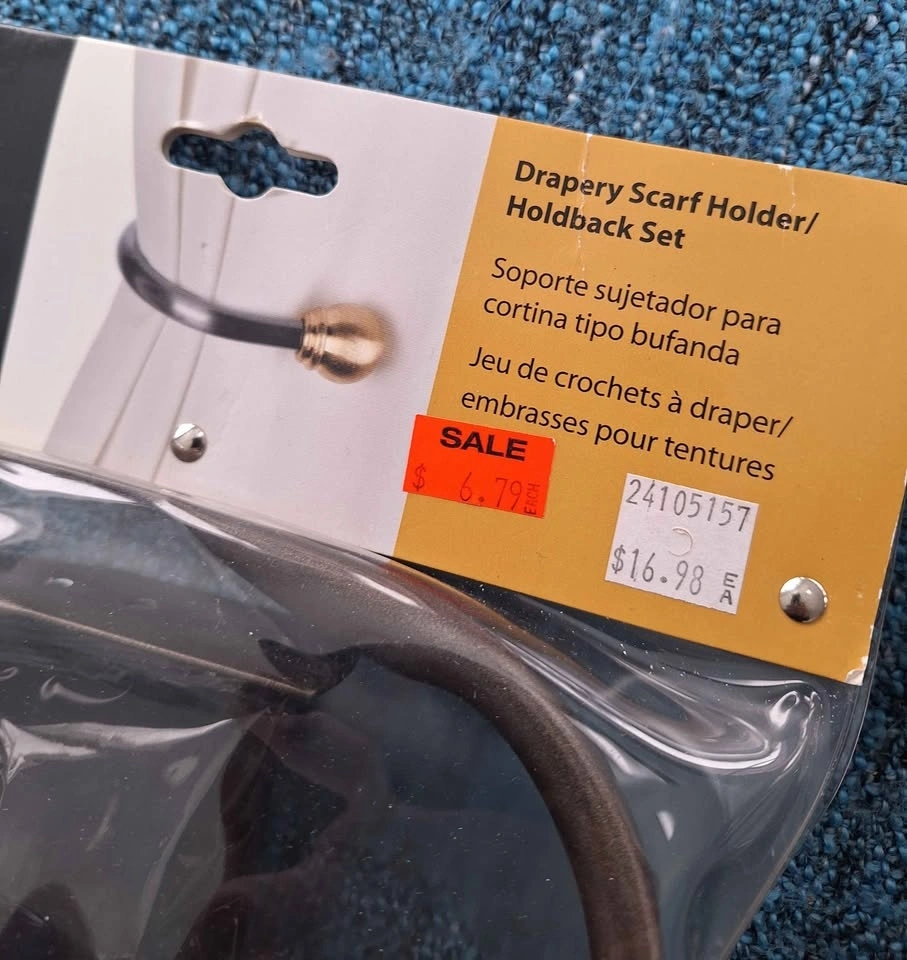 Drapery Scarf Holder/
Holdback Set
Soporte sujetador para
cortina tipo bufanda
Jeu de crochets à draper/
embrasses pour tentures
SALE
$ 6.79 EACH
24105157
$16.98 EA